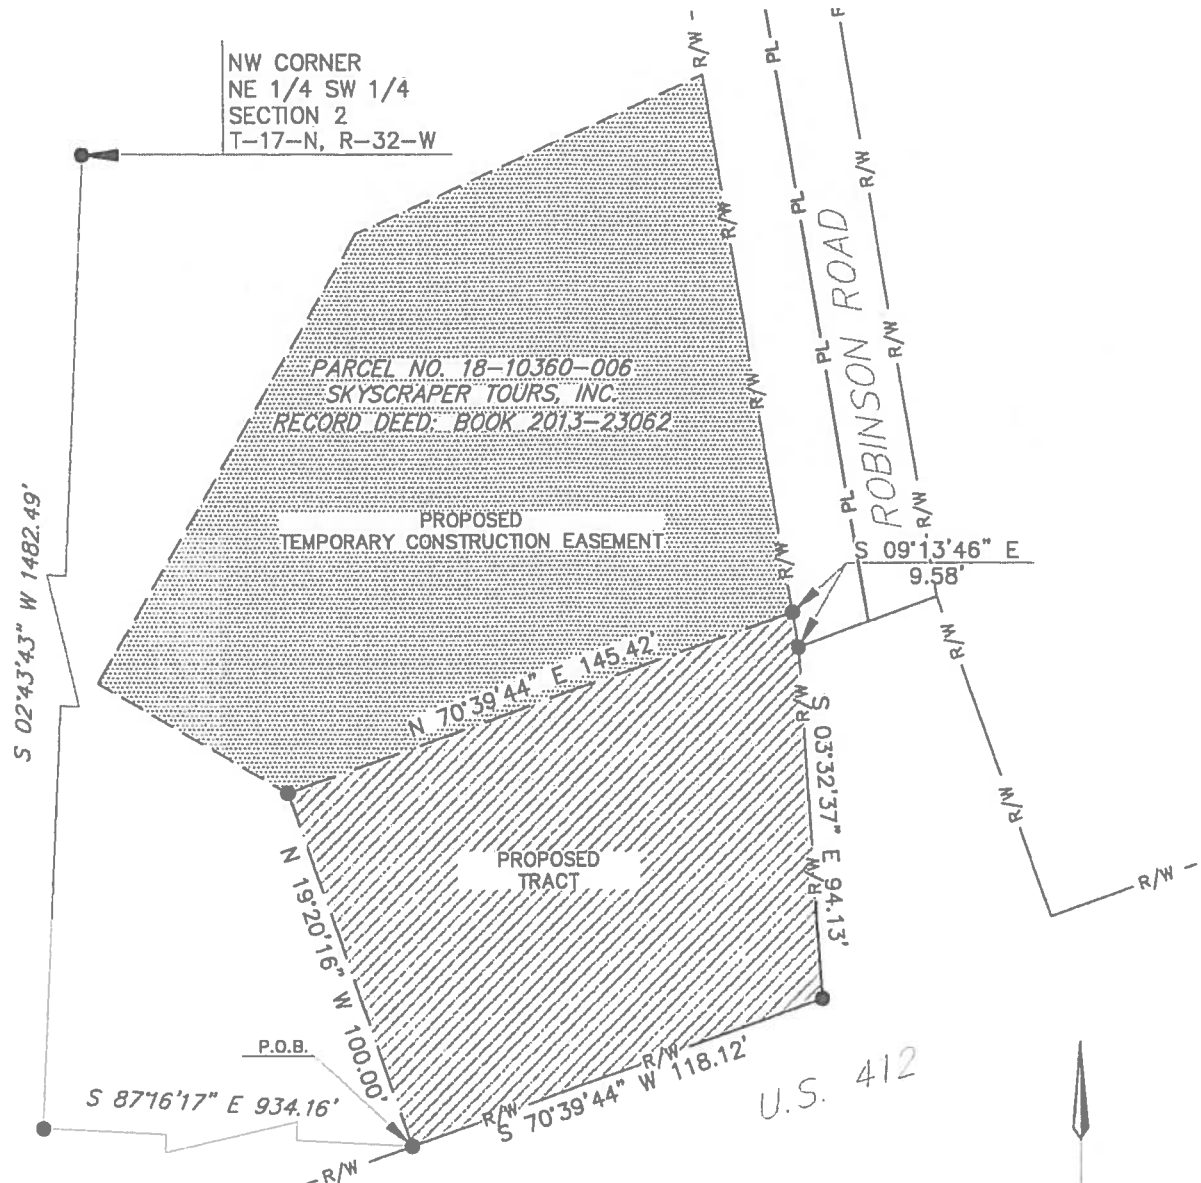 NW CORNER
NE 1/4 SW 1/4
SECTION 2
T-17-N, R-32-W
R/W
PL
R/W
PL
R/W
R/W
PL
R/W
R/W
ROBINSON ROAD
PARCEL NO. 18-10360-006
SKYSCRAPER TOURS, INC.
RECORD DEED: BOOK 2013-23062
PL
R/W
PROPOSED
TEMPORARY CONSTRUCTION EASEMENT
R/W
S 09°13'46" E
9.58'
S 02°43'43" W 1482.49'
N 70°39'44" E 145.42'
R/W
R/W
S 03°32'37" E 94.13'
R/W
R/W
R/W
PROPOSED
TRACT
N 19°20'16" W 100.00'
P.O.B.
S 87°16'17" E 934.16'
R/W
R/W
S 70°39'44" W 118.12'
U.S. 412
R/W